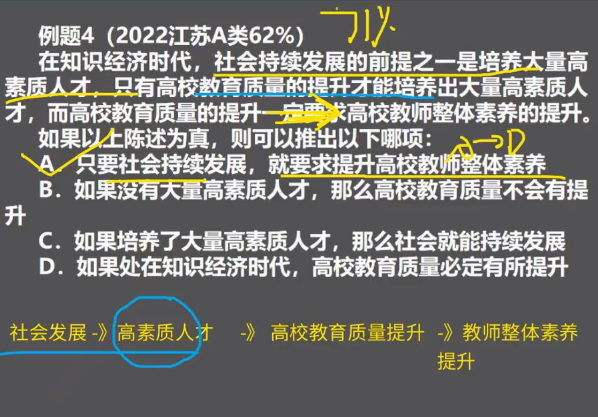 例题4（2022江苏A类62%）
在知识经济时代，社会持续发展的前提之一是培养大量高
素质人才，只有高校教育质量的提升才能培养出大量高素质人
才，而高校教育质量的提升一定要求高校教师整体素养的提升。
如果以上陈述为真，则可以推出以下哪项：
A．只要社会持续发展，就要求提升高校教师整体素养
B．如果没有大量高素质人才，那么高校教育质量不会有提
升
C．如果培养了大量高素质人才，那么社会就能持续发展
D．如果处在知识经济时代，高校教育质量必定有所提升
社会发展 -》高素质人才 -》 高校教育质量提升 -》教师整体素养
提升